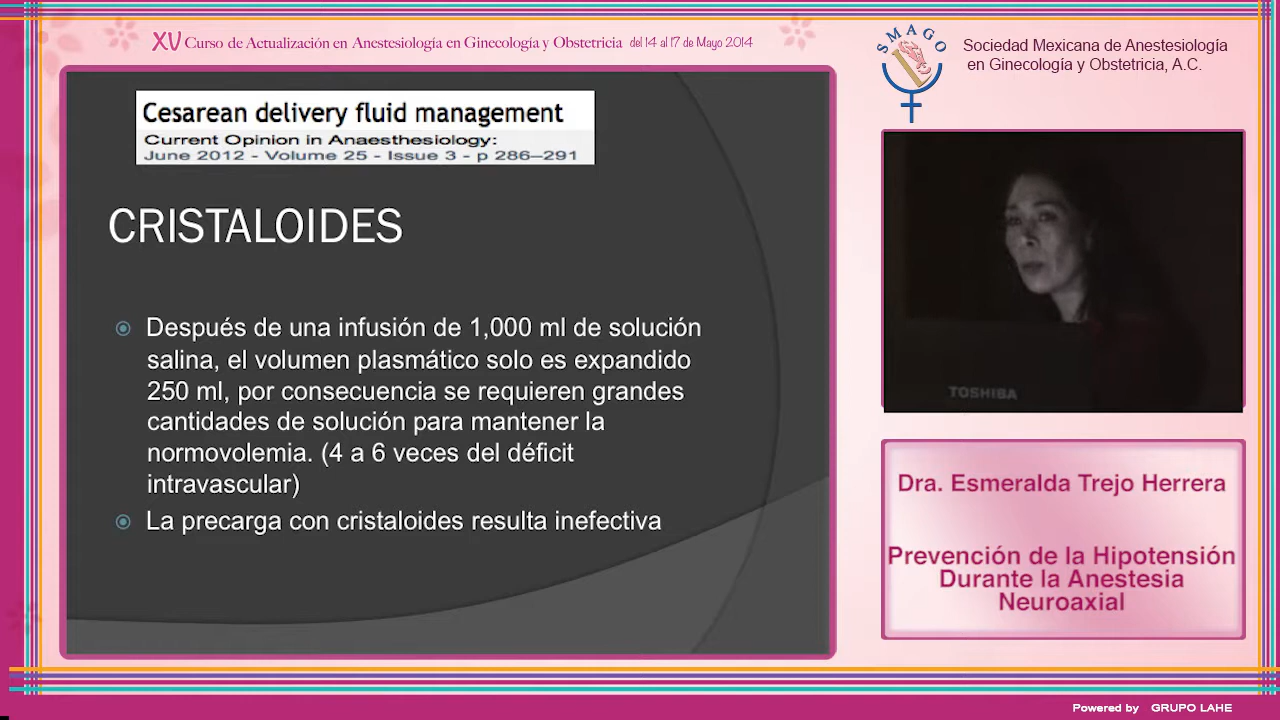 XV Curso de Actualización en Anestesiología en Ginecología y Obstetricia del 14 al 17 de Mayo 2014
SMAGO
Sociedad Mexicana de Anestesiología
en Ginecología y Obstetricia, A.C.
Cesarean delivery fluid management
Current Opinion in Anaesthesiology:
June 2012 - Volume 25 - Issue 3 - p 286–291
CRISTALOIDES
Después de una infusión de 1,000 ml de solución
salina, el volumen plasmático solo es expandido
250 ml, por consecuencia se requieren grandes
cantidades de solución para mantener la
normovolemia. (4 a 6 veces del déficit
intravascular)
La precarga con cristaloides resulta inefectiva
TOSHIBA
Dra. Esmeralda Trejo Herrera
Prevención de la Hipotensión
Durante la Anestesia
Neuroaxial
Powered by GRUPO LAHE